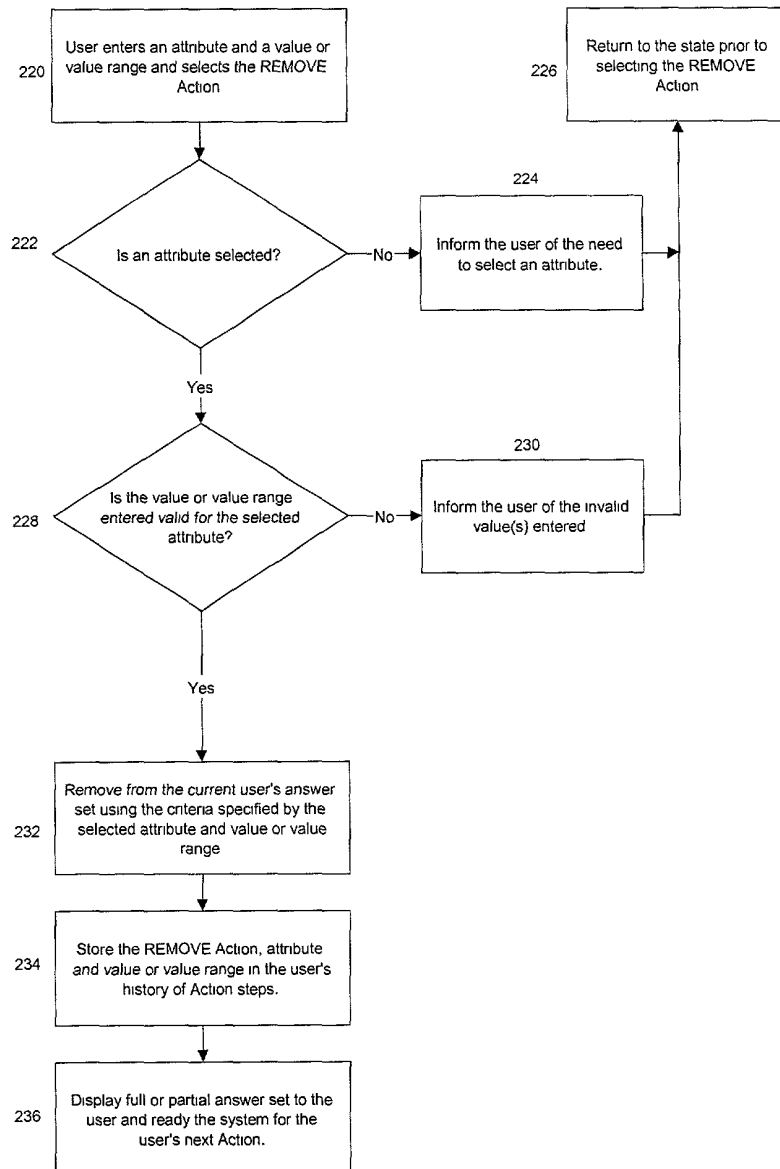 User enters an attribute and a value or
value range and selects the REMOVE
Action
220
Return to the state prior to
selecting the REMOVE
Action
226
222
Is an attribute selected?
No
224
Inform the user of the need
to select an attribute.
Yes
228
Is the value or value range
entered valid for the selected
attribute?
No
230
Inform the user of the invalid
value(s) entered
Yes
232
Remove from the current user's answer
set using the criteria specified by the
selected attribute and value or value
range
234
Store the REMOVE Action, attribute
and value or value range in the user's
history of Action steps.
236
Display full or partial answer set to the
user and ready the system for the
user's next Action.